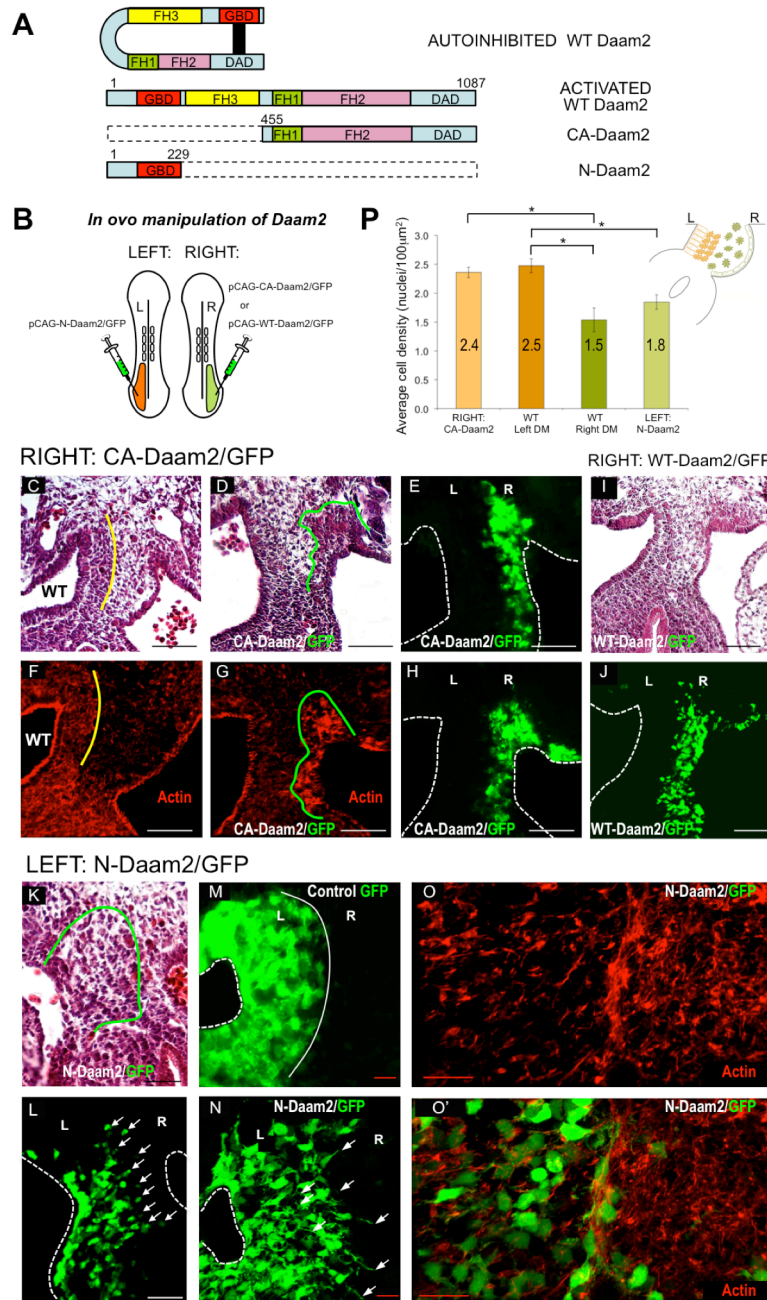 A
FH3
GBD
FH1
FH2
DAD
AUTOINHIBITED WT Daam2
1
1087
GBD
FH3
FH1
FH2
DAD
ACTIVATED
WT Daam2
455
FH1
FH2
DAD
CA-Daam2
1
229
GBD
N-Daam2
B
In ovo manipulation of Daam2
LEFT:
RIGHT:
pCAG-CA-Daam2/GFP
or
pCAG-WT-Daam2/GFP
pCAG-N-Daam2/GFP
L
R
P
Average cell density (nuclei/100µm²)
3.0
2.5
2.0
1.5
1.0
0.5
0.0
*
*
*
2.4
2.5
1.5
1.8
RIGHT:
CA-Daam2
WT
Left DM
WT
Right DM
LEFT:
N-Daam2
L
R
RIGHT: CA-Daam2/GFP
RIGHT: WT-Daam2/GFP
C
WT
D
CA-Daam2/GFP
E
L
R
CA-Daam2/GFP
I
WT-Daam2/GFP
F
WT
Actin
G
Actin
CA-Daam2/GFP
H
L
R
CA-Daam2/GFP
J
L
R
WT-Daam2/GFP
LEFT: N-Daam2/GFP
K
N-Daam2/GFP
M
Control GFP
L
R
O
N-Daam2/GFP
Actin
L
L
R
N
N-Daam2/GFP
L
R
O'
N-Daam2/GFP
Actin